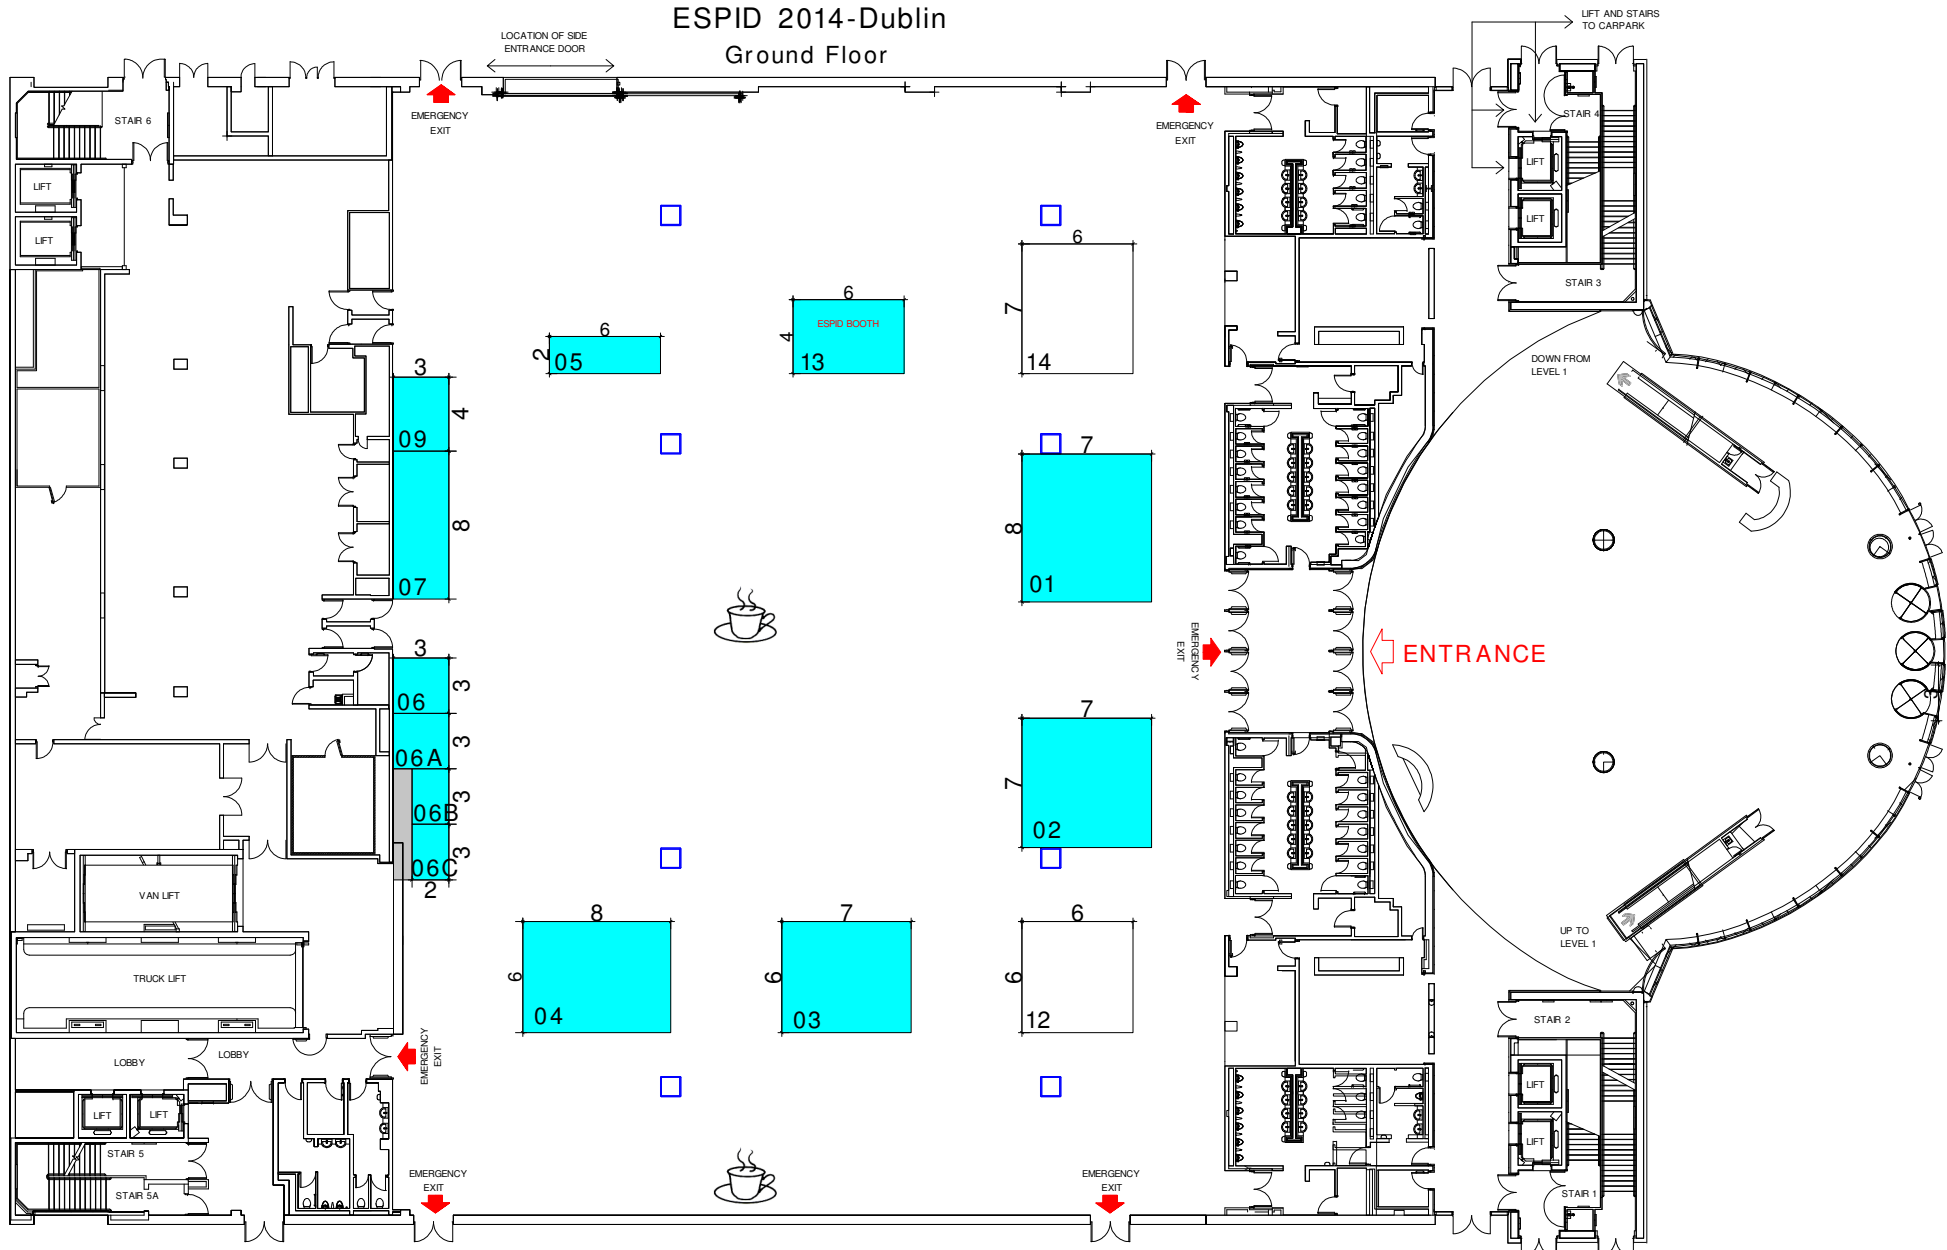 ESPID 2014-Dublin
Ground Floor
LOCATION OF SIDE
ENTRANCE DOOR
LIFT AND STAIRS
TO CARPARK
EMERGENCY
EXIT
EMERGENCY
EXIT
STAIR 6
STAIR 4
LIFT
LIFT
LIFT
LIFT
STAIR 3
6
7
14
6
4
ESPID BOOTH
13
6
2
05
DOWN FROM
LEVEL 1
3
4
09
8
07
7
8
01
EMERGENCY
EXIT
ENTRANCE
3
3
06
3
06A
3
06B
3
06C
2
7
7
02
VAN LIFT
TRUCK LIFT
8
6
04
7
6
03
6
6
12
UP TO
LEVEL 1
STAIR 2
EMERGENCY
EXIT
LOBBY
LOBBY
LIFT
LIFT
LIFT
LIFT
STAIR 5
STAIR 5A
EMERGENCY
EXIT
EMERGENCY
EXIT
STAIR 1